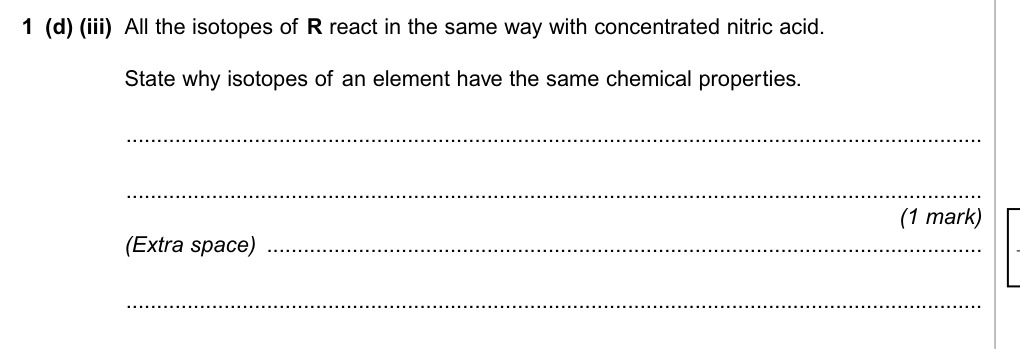 1 (d) (iii) All the isotopes of R react in the same way with concentrated nitric acid.
State why isotopes of an element have the same chemical properties.
(1 mark)
(Extra space)